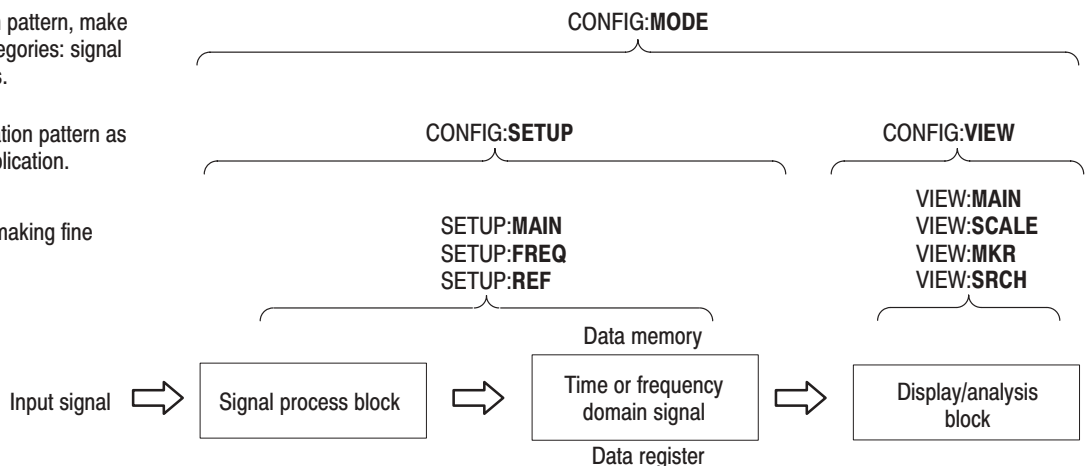 pattern, make
egories: signal
s.
ation pattern as
plication.
making fine
CONFIG:MODE
CONFIG:SETUP
CONFIG:VIEW
SETUP:MAIN
SETUP:FREQ
SETUP:REF
VIEW:MAIN
VIEW:SCALE
VIEW:MKR
VIEW:SRCH
Data memory
Input signal
Signal process block
Time or frequency
domain signal
Display/analysis
block
Data register